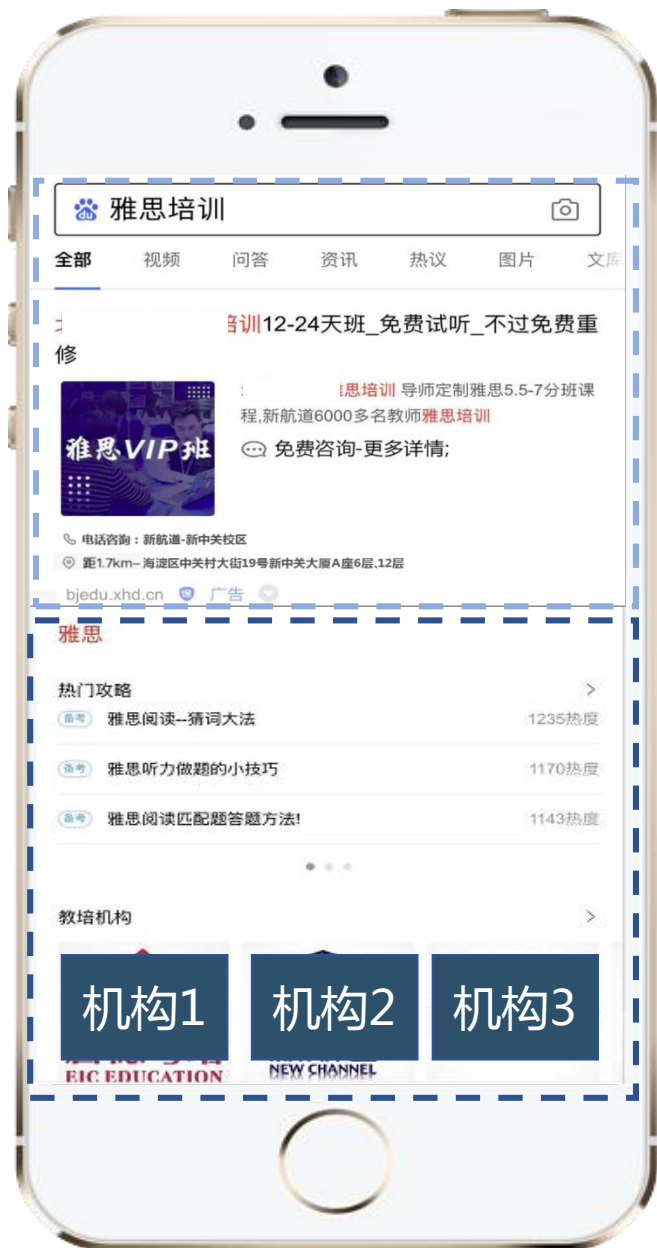 du 雅思培训
全部 视频 问答 资讯 热议 图片 文库
培训12-24天班_免费试听_不过免费重
修
雅思培训 导师定制雅思5.5-7分班课
程,新航道6000多名教师雅思培训
雅思VIP班
免费咨询-更多详情;
电话咨询：新航道-新中关校区
距1.7km-海淀区中关村大街19号新中关大厦A座6层、12层
bjedu.xhd.cn 保 广告
雅思
热门攻略
备考 雅思阅读--猜词大法 1235热度
备考 雅思听力做题的小技巧 1170热度
备考 雅思阅读匹配题答题方法! 1143热度
教培机构
机构1 机构2 机构3
EIC EDUCATION NEW CHANNEL